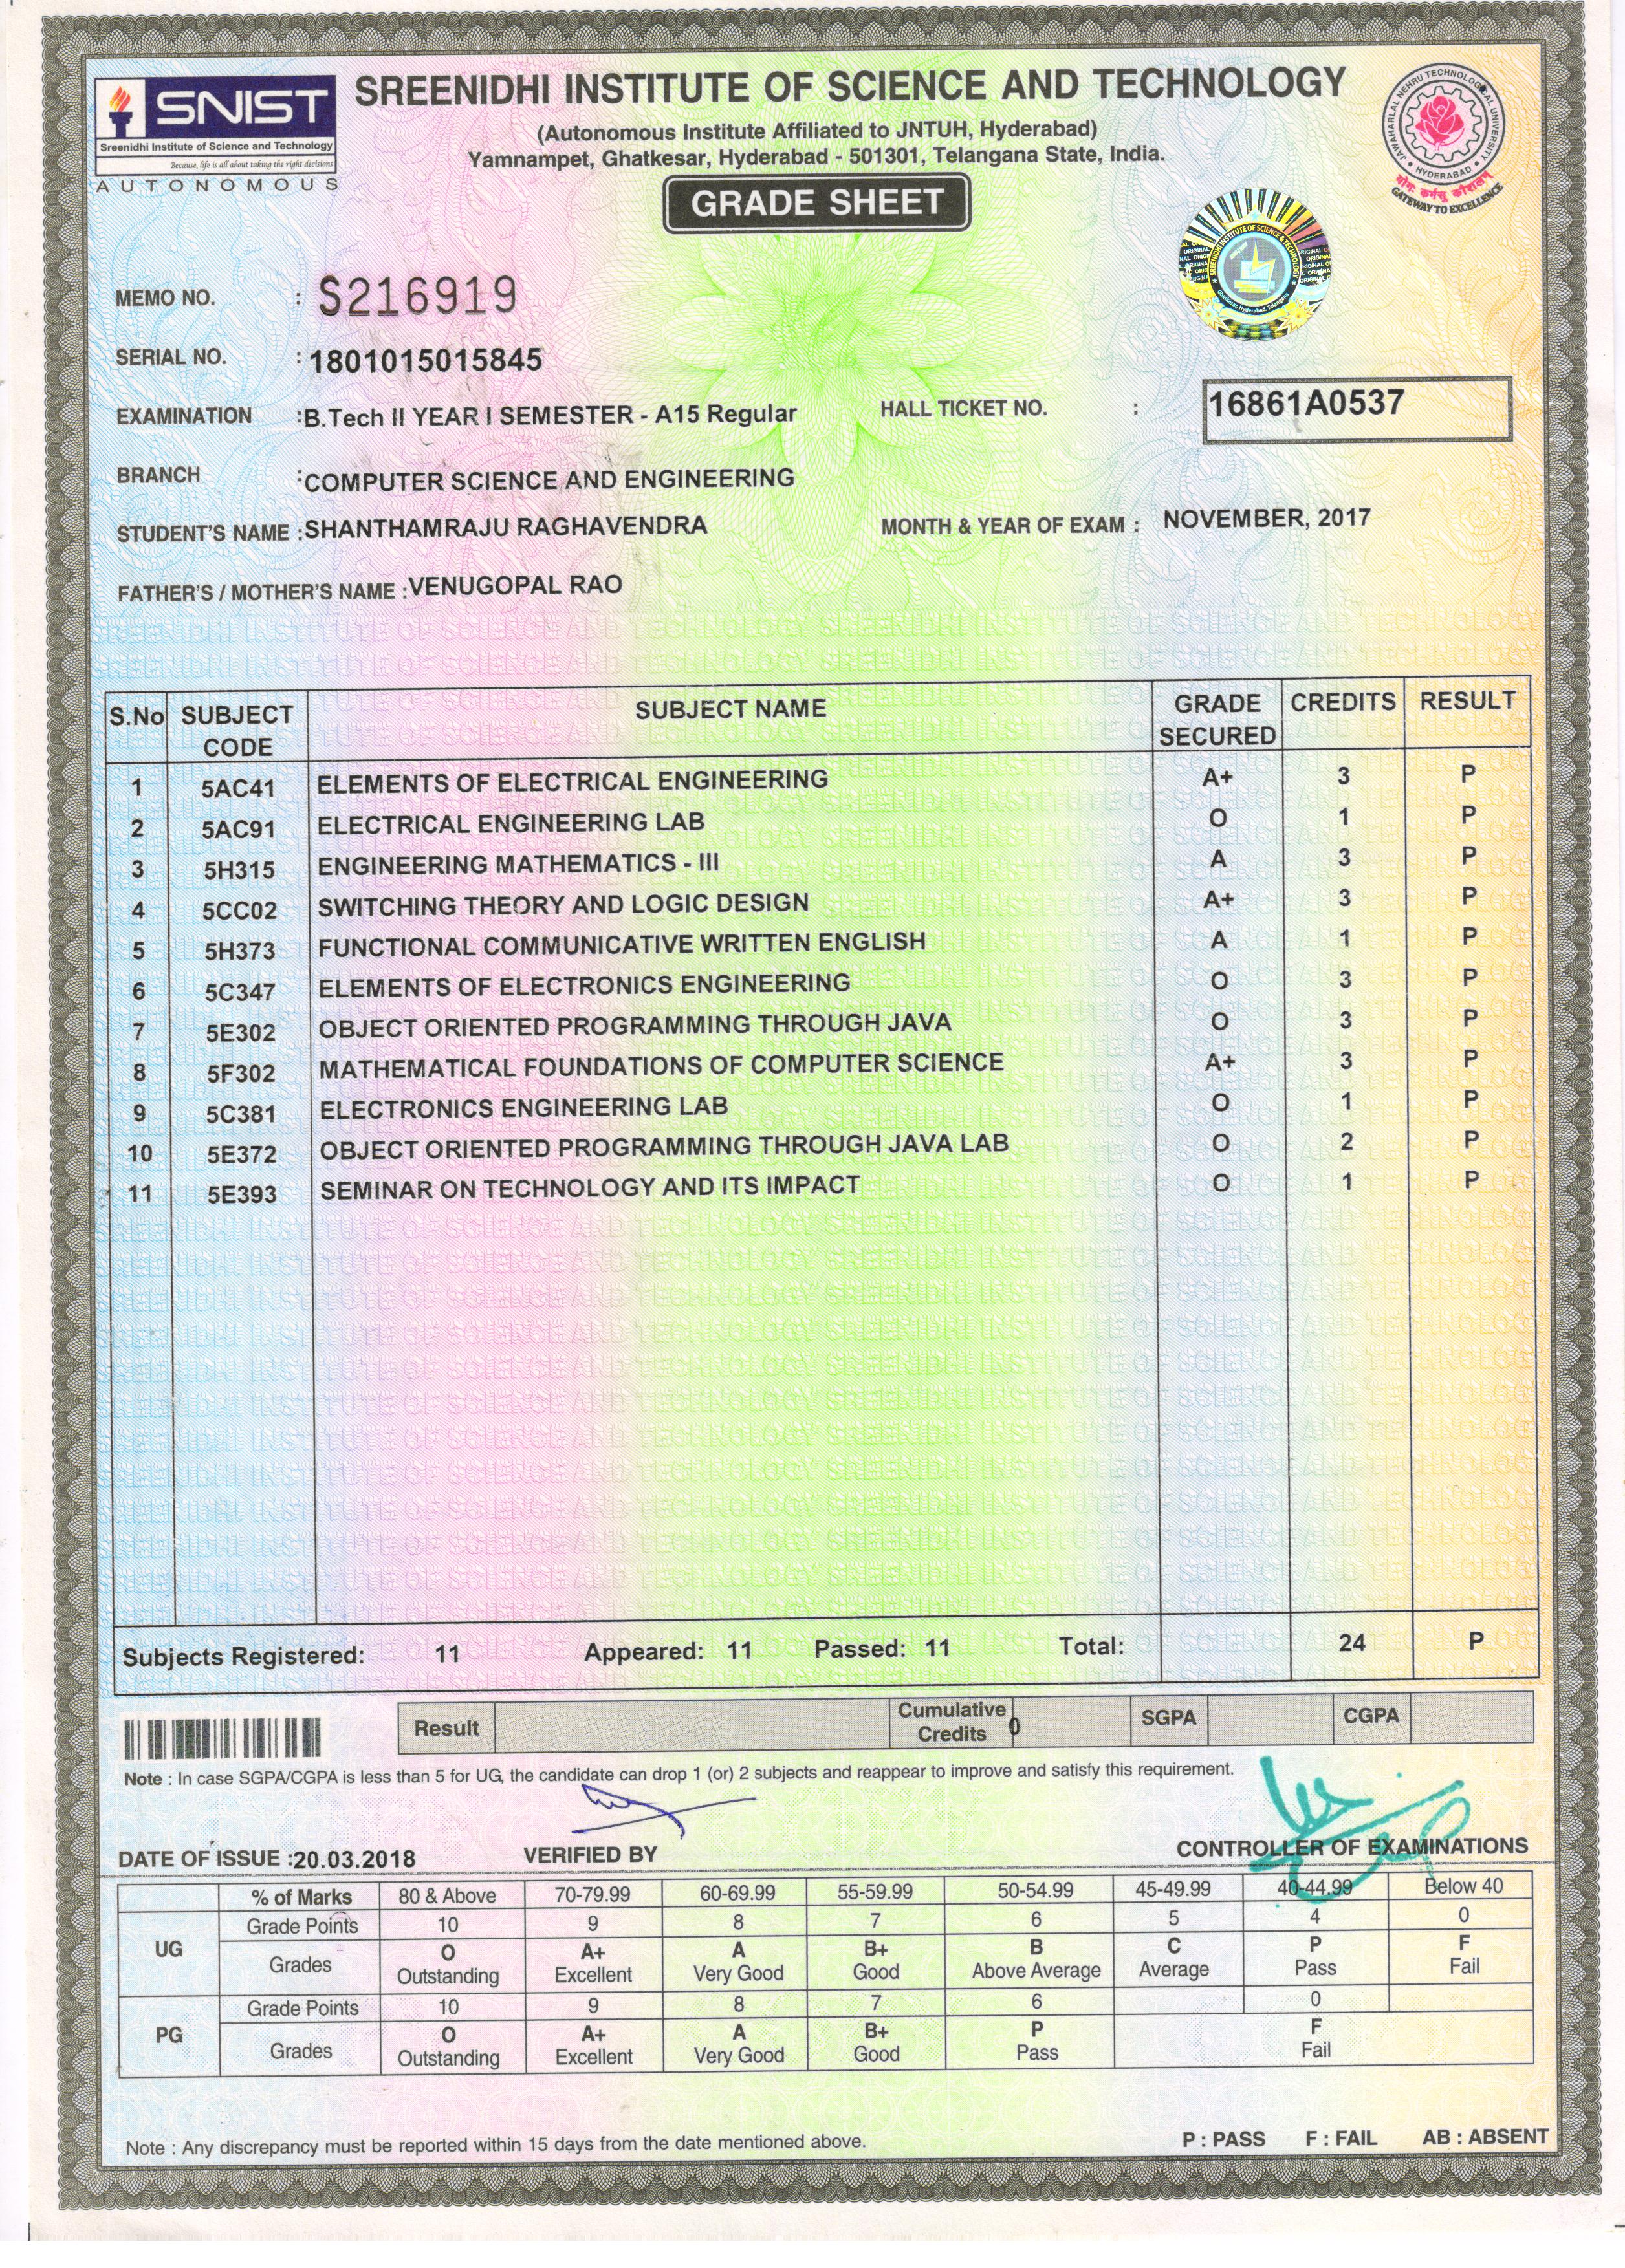 SNIST
Sreenidhi Institute of Science and Technology
Because, life is all about taking the right decisions
AUTONOMOUS
SREENIDHI INSTITUTE OF SCIENCE AND TECHNOLOGY
(Autonomous Institute Affiliated to JNTUH, Hyderabad)
Yamnampet, Ghatkesar, Hyderabad - 501301, Telangana State, India.
GRADE SHEET
JAWAHARLAL NEHRU TECHNOLOGICAL UNIVERSITY
HYDERABAD
योगः कर्मसु कौशलम्
GATEWAY TO EXCELLENCE
MEMO NO. : S216919
SERIAL NO. : 1801015015845
EXAMINATION : B.Tech II YEAR I SEMESTER - A15 Regular HALL TICKET NO. : 16861A0537
BRANCH : COMPUTER SCIENCE AND ENGINEERING
STUDENT'S NAME : SHANTHAMRAJU RAGHAVENDRA MONTH & YEAR OF EXAM : NOVEMBER, 2017
FATHER'S / MOTHER'S NAME : VENUGOPAL RAO
S.No SUBJECT CODE SUBJECT NAME GRADE SECURED CREDITS RESULT
1 5AC41 ELEMENTS OF ELECTRICAL ENGINEERING A+ 3 P
2 5AC91 ELECTRICAL ENGINEERING LAB O 1 P
3 5H315 ENGINEERING MATHEMATICS - III A 3 P
4 5CC02 SWITCHING THEORY AND LOGIC DESIGN A+ 3 P
5 5H373 FUNCTIONAL COMMUNICATIVE WRITTEN ENGLISH A 1 P
6 5C347 ELEMENTS OF ELECTRONICS ENGINEERING O 3 P
7 5E302 OBJECT ORIENTED PROGRAMMING THROUGH JAVA O 3 P
8 5F302 MATHEMATICAL FOUNDATIONS OF COMPUTER SCIENCE A+ 3 P
9 5C381 ELECTRONICS ENGINEERING LAB O 1 P
10 5E372 OBJECT ORIENTED PROGRAMMING THROUGH JAVA LAB O 2 P
11 5E393 SEMINAR ON TECHNOLOGY AND ITS IMPACT O 1 P
Subjects Registered: 11 Appeared: 11 Passed: 11 Total: 24 P
Result Cumulative Credits 0 SGPA CGPA
Note : In case SGPA/CGPA is less than 5 for UG, the candidate can drop 1 (or) 2 subjects and reappear to improve and satisfy this requirement.
DATE OF ISSUE :20.03.2018 VERIFIED BY CONTROLLER OF EXAMINATIONS
% of Marks 80 & Above 70-79.99 60-69.99 55-59.99 50-54.99 45-49.99 40-44.99 Below 40
UG Grade Points 10 9 8 7 6 5 4 0
Grades O A+ A B+ B C P F
Outstanding Excellent Very Good Good Above Average Average Pass Fail
PG Grade Points 10 9 8 7 6 0
Grades O A+ A B+ P F
Outstanding Excellent Very Good Good Pass Fail
Note : Any discrepancy must be reported within 15 days from the date mentioned above.
P : PASS F : FAIL AB : ABSENT